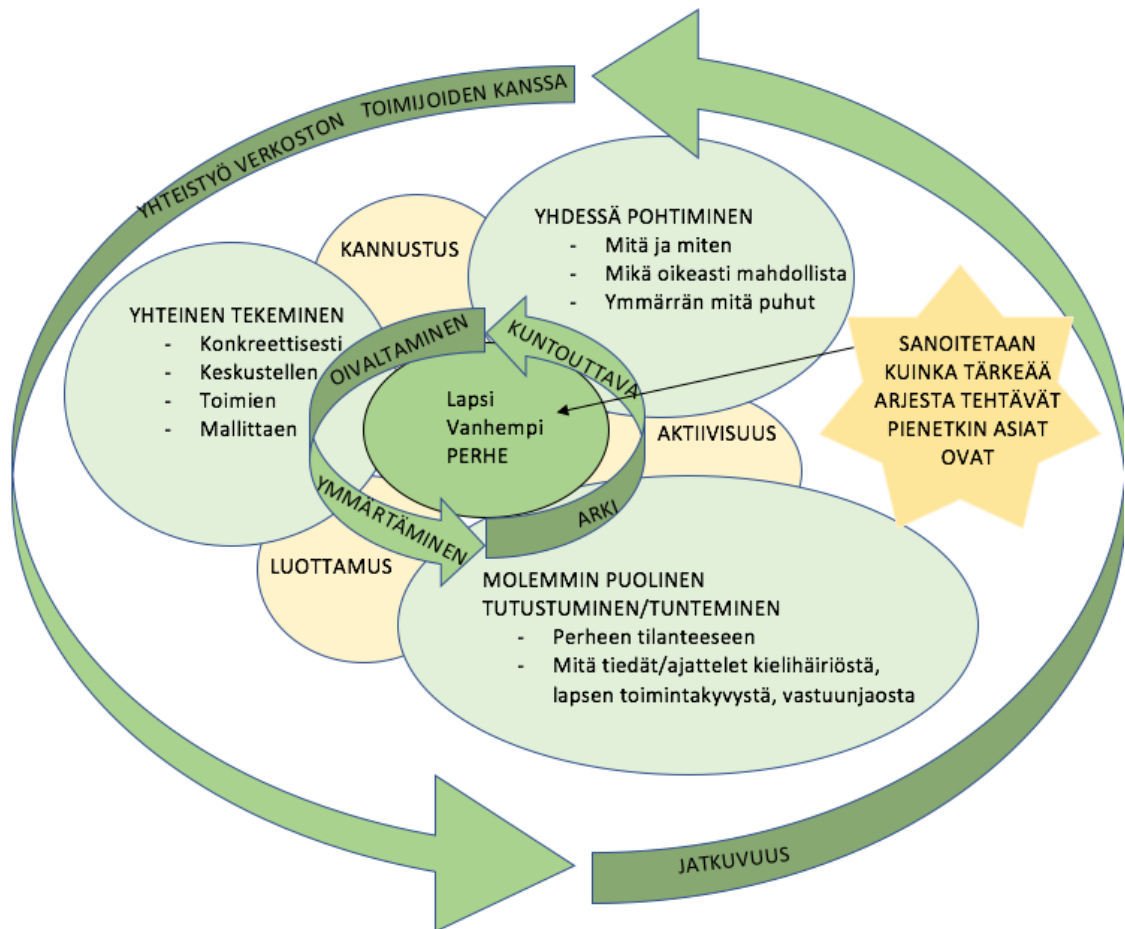 YHTEISTYÖ VERKOSTON TOIMIJOIDEN KANSSA
KANNUSTUS
YHDESSÄ POHTIMINEN
- Mitä ja miten
- Mikä oikeasti mahdollista
- Ymmärrän mitä puhut
YHTEINEN TEKEMINEN
- Konkreettisesti
- Keskustellen
- Toimien
- Mallittaen
OIVALTAMINEN
KUNTOUTTAVA
Lapsi
Vanhempi
PERHE
YMMÄRTÄMINEN
ARKI
AKTIIVISUUS
SANOITETAAN
KUINKA TÄRKEÄÄ
ARJESTA TEHTÄVÄT
PIENETKIN ASIAT
OVAT
LUOTTAMUS
MOLEMMIN PUOLINEN
TUTUSTUMINEN/TUNTEMINEN
- Perheen tilanteeseen
- Mitä tiedät/ajattelet kielihäiriöstä,
lapsen toimintakyvystä, vastuunjaosta
JATKUVUUS